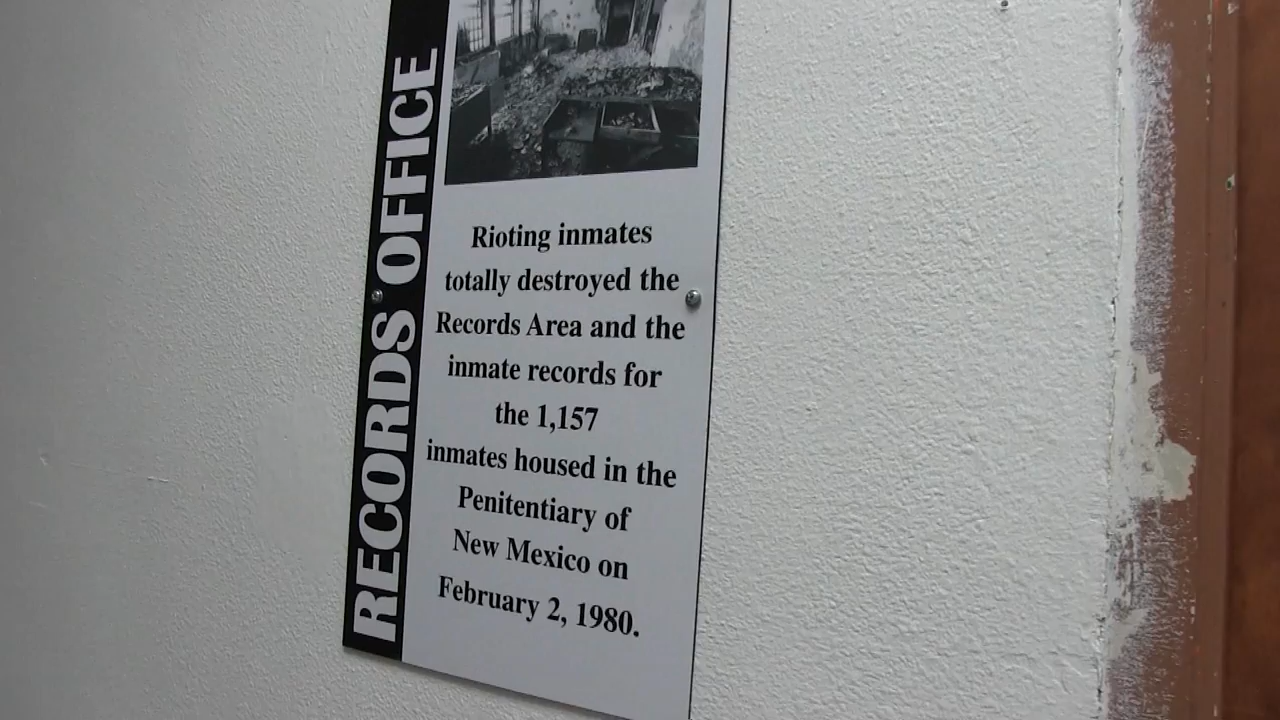 RECORDS OFFICE
Rioting inmates
totally destroyed the
Records Area and the
inmate records for
the 1,157
inmates housed in the
Penitentiary of
New Mexico on
February 2, 1980.